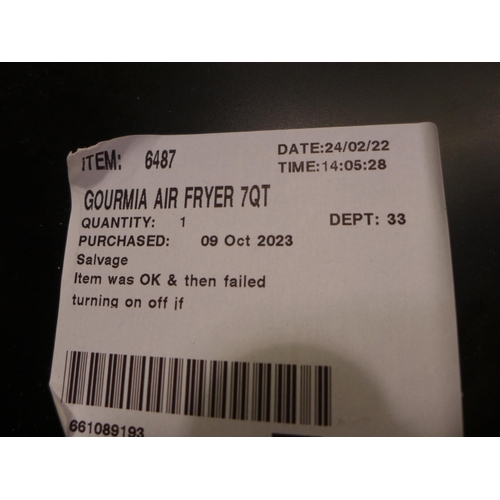 ITEM: 6487 DATE:24/02/22
TIME:14:05:28
GOURMIA AIR FRYER 7QT
QUANTITY: 1 DEPT: 33
PURCHASED: 09 Oct 2023
Salvage
Item was OK & then failed
turning on off jf
661089193